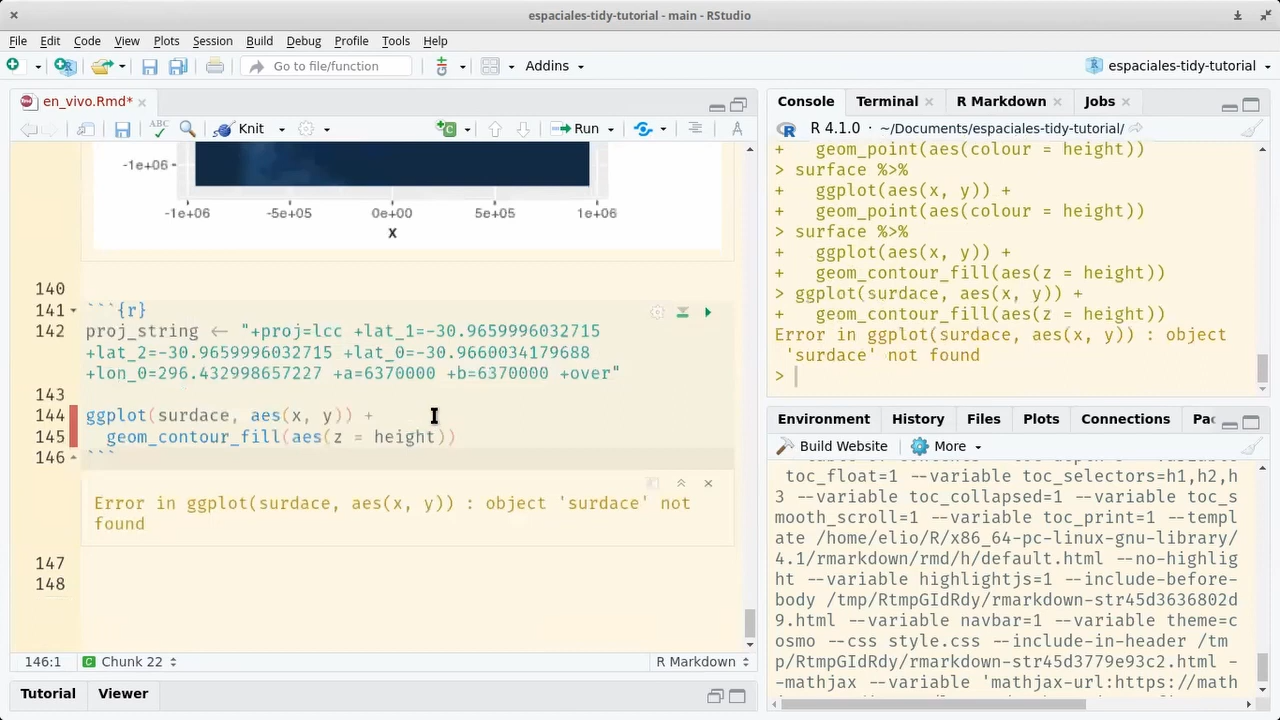 espaciales-tidy-tutorial - main - RStudio
File Edit Code View Plots Session Build Debug Profile Tools Help
Go to file/function
Addins
espaciales-tidy-tutorial
en_vivo.Rmd*
ABC
Knit
Run
-1e+06
-1e+06 -5e+05 0e+00 5e+05 1e+06
x
140
141 ```{r}
142 proj_string <- "+proj=lcc +lat_1=-30.9659996032715
+lat_2=-30.9659996032715 +lat_0=-30.9660034179688
+lon_0=296.432998657227 +a=6370000 +b=6370000 +over"
143
144 ggplot(surdace, aes(x, y)) +
145 geom_contour_fill(aes(z = height))
146 ```
Error in ggplot(surdace, aes(x, y)) : object 'surdace' not
found
147
148
146:1 Chunk 22 R Markdown
Tutorial Viewer
Console Terminal R Markdown Jobs
R 4.1.0 · ~/Documents/espaciales-tidy-tutorial/
+ geom_point(aes(colour = height))
> surface %>%
+ ggplot(aes(x, y)) +
+ geom_point(aes(colour = height))
> surface %>%
+ ggplot(aes(x, y)) +
+ geom_contour_fill(aes(z = height))
> ggplot(surdace, aes(x, y)) +
+ geom_contour_fill(aes(z = height))
Error in ggplot(surdace, aes(x, y)) : object
'surdace' not found
>
Environment History Files Plots Connections Pac
Build Website More
toc_float=1 --variable toc_selectors=h1,h2,h
3 --variable toc_collapsed=1 --variable toc_s
mooth_scroll=1 --variable toc_print=1 --templ
ate /home/elio/R/x86_64-pc-linux-gnu-library/
4.1/rmarkdown/rmd/h/default.html --no-highlig
ht --variable highlightjs=1 --include-before-
body /tmp/RtmpGIdRdy/rmarkdown-str45d3636802d
9.html --variable navbar=1 --variable theme=c
osmo --css style.css --include-in-header /tm
p/RtmpGIdRdy/rmarkdown-str45d3779e93c2.html -
-mathjax --variable 'mathjax-url:https://math